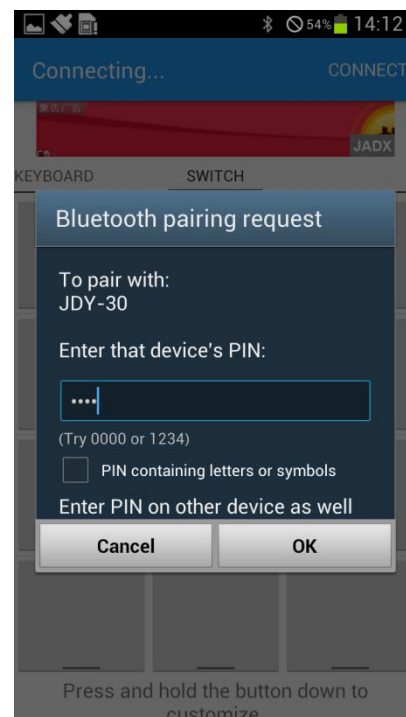 54% 14:12
Connecting... CONNECT
JADX
KEYBOARD SWITCH
Bluetooth pairing request
To pair with:
JDY-30
Enter that device's PIN:
••••
(Try 0000 or 1234)
PIN containing letters or symbols
Enter PIN on other device as well
Cancel OK
Press and hold the button down to
customize